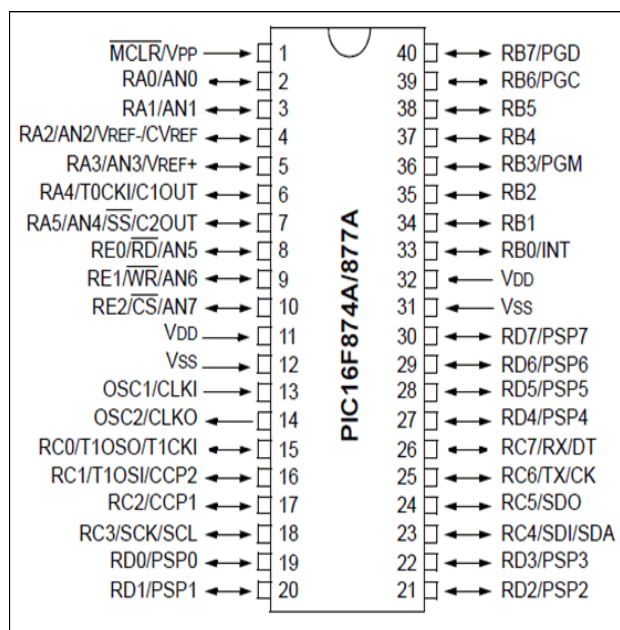 MCLR/VPP 1 40 RB7/PGD
RA0/AN0 2 39 RB6/PGC
RA1/AN1 3 38 RB5
RA2/AN2/VREF-/CVREF 4 37 RB4
RA3/AN3/VREF+ 5 36 RB3/PGM
RA4/T0CKI/C1OUT 6 35 RB2
RA5/AN4/SS/C2OUT 7 34 RB1
RE0/RD/AN5 8 33 RB0/INT
RE1/WR/AN6 9 32 VDD
RE2/CS/AN7 10 31 VSS
VDD 11 30 RD7/PSP7
VSS 12 29 RD6/PSP6
OSC1/CLKI 13 28 RD5/PSP5
OSC2/CLKO 14 27 RD4/PSP4
RC0/T1OSO/T1CKI 15 26 RC7/RX/DT
RC1/T1OSI/CCP2 16 25 RC6/TX/CK
RC2/CCP1 17 24 RC5/SDO
RC3/SCK/SCL 18 23 RC4/SDI/SDA
RD0/PSP0 19 22 RD3/PSP3
RD1/PSP1 20 21 RD2/PSP2
PIC16F874A/877A